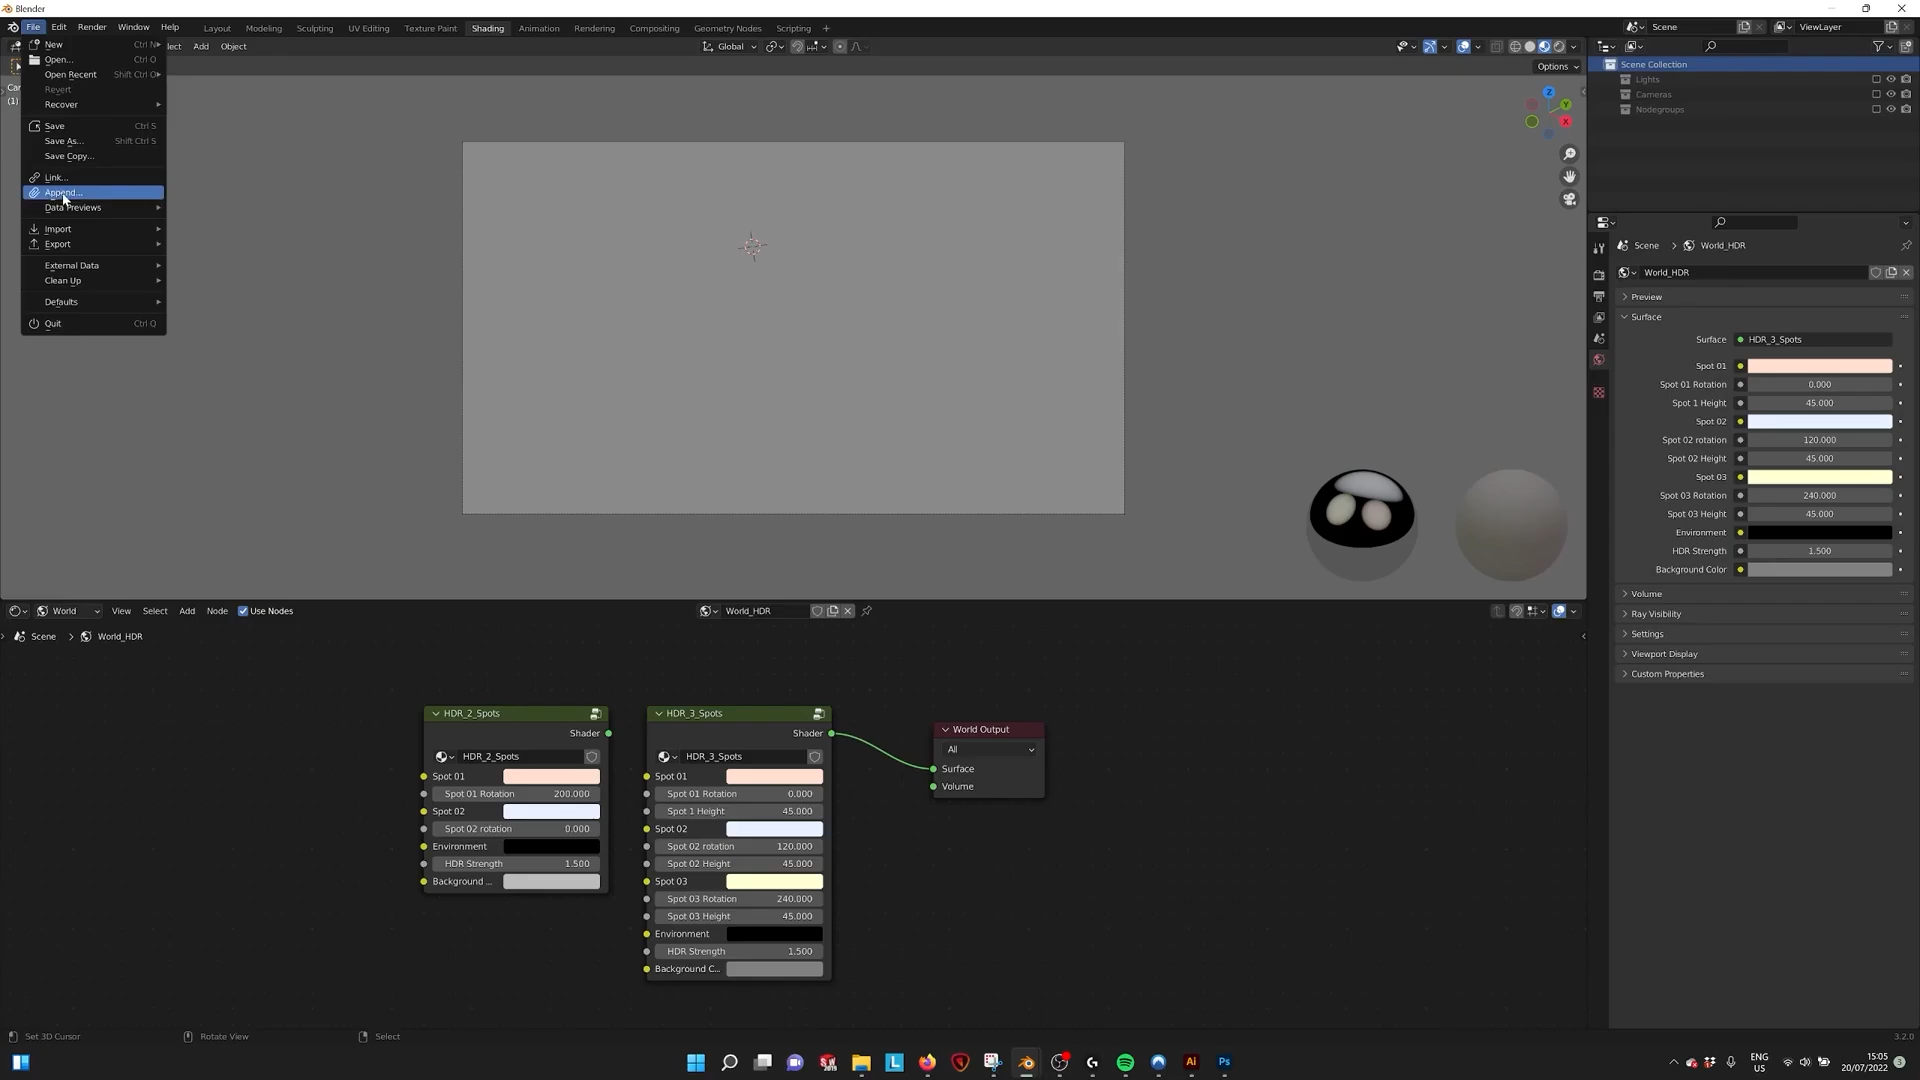 Blender
File Edit Render Window Help Layout Modeling Sculpting UV Editing Texture Paint Shading Animation Rendering Compositing Geometry Nodes Scripting + Scene ViewLayer
New Ctrl N
lect Add Object Global
Open... Ctrl O
Options
Scene Collection
Open Recent Shift Ctrl O
Lights
Revert
Cameras
Recover
Nodegroups
Save Ctrl S
Save As... Shift Ctrl S
Save Copy...
Link...
Append...
Data Previews
Import
Export
External Data
Clean Up
Defaults
Quit Ctrl Q
Z
Y
X
Scene > World_HDR
World_HDR
Preview
Surface
Surface HDR_3_Spots
Spot 01
Spot 01 Rotation 0.000
Spot 1 Height 45.000
Spot 02
Spot 02 rotation 120.000
Spot 02 Height 45.000
Spot 03
Spot 03 Rotation 240.000
Spot 03 Height 45.000
Environment
HDR Strength 1.500
Background Color
Volume
Ray Visibility
Settings
Viewport Display
Custom Properties
World View Select Add Node Use Nodes World_HDR
Scene > World_HDR
HDR_2_Spots
Shader
HDR_2_Spots
Spot 01
Spot 01 Rotation 200.000
Spot 02
Spot 02 rotation 0.000
Environment
HDR Strength 1.500
Background ...
HDR_3_Spots
Shader
HDR_3_Spots
Spot 01
Spot 01 Rotation 0.000
Spot 1 Height 45.000
Spot 02
Spot 02 rotation 120.000
Spot 02 Height 45.000
Spot 03
Spot 03 Rotation 240.000
Spot 03 Height 45.000
Environment
HDR Strength 1.500
Background C...
World Output
All
Surface
Volume
Set 3D Cursor Rotate View Select 3.2.0
ENG
US
15:05
20/07/2022